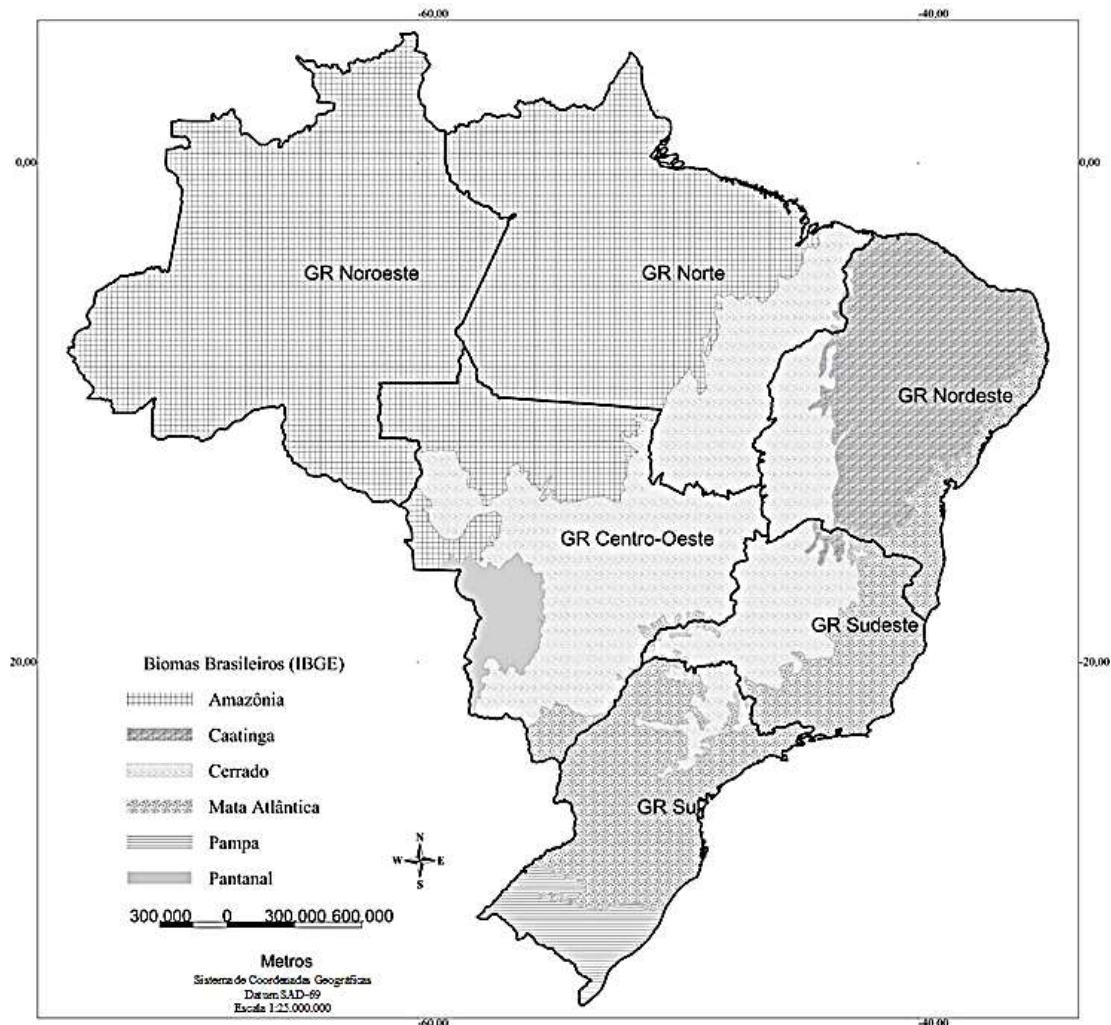 -60,00
-40,00
0,00
0,00
GR Noroeste
GR Norte
GR Nordeste
GR Centro-Oeste
GR Sudeste
20,00
-20,00
Biomas Brasileiros (IBGE)
Amazônia
Caatinga
Cerrado
Mata Atlântica
GR Sul
Pampa
Pantanal
N
W
E
S
300.000 0 300.000 600.000
Metros
Sistema de Coordenadas Geográficas
Datum SAD-69
Escala 1:25.000.000
-60,00
-40,00